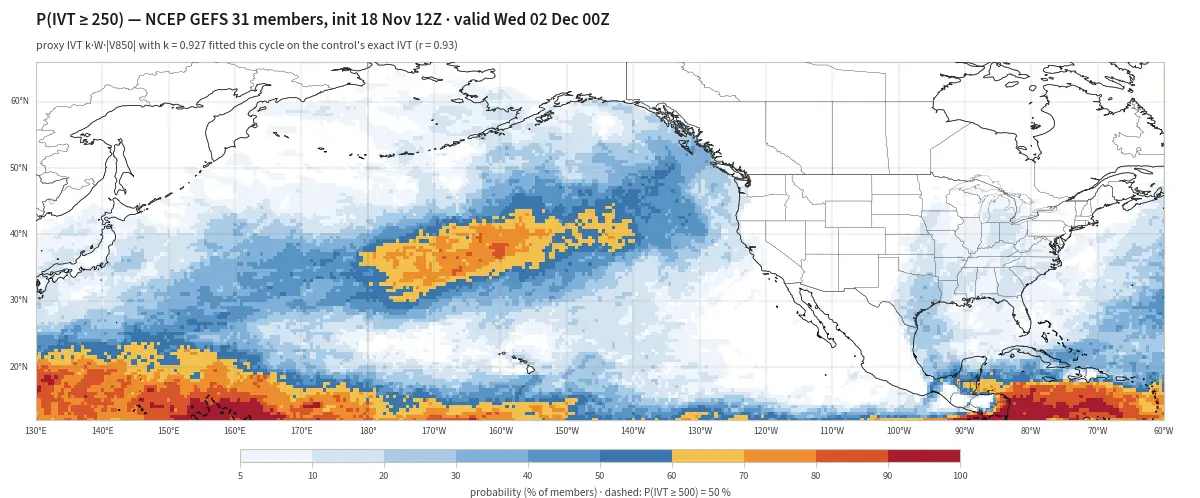 P(IVT ≥ 250) — NCEP GEFS 31 members, init 18 Nov 12Z · valid Wed 02 Dec 00Z
proxy IVT k·W·|V850| with k = 0.927 fitted this cycle on the control's exact IVT (r = 0.93)
60°N
50°N
40°N
30°N
20°N
130°E 140°E 150°E 160°E 170°E 180° 170°W 160°W 150°W 140°W 130°W 120°W 110°W 100°W 90°W 80°W 70°W 60°W
5 10 20 30 40 50 60 70 80 90 100
probability (% of members) · dashed: P(IVT ≥ 500) = 50 %